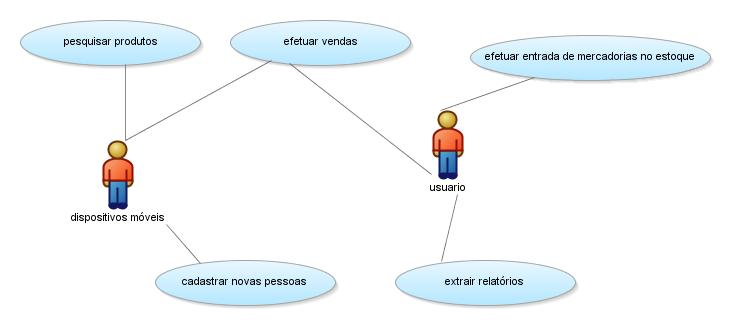 pesquisar produtos
efetuar vendas
efetuar entrada de mercadorias no estoque
usuario
dispositivos móveis
cadastrar novas pessoas
extrair relatórios